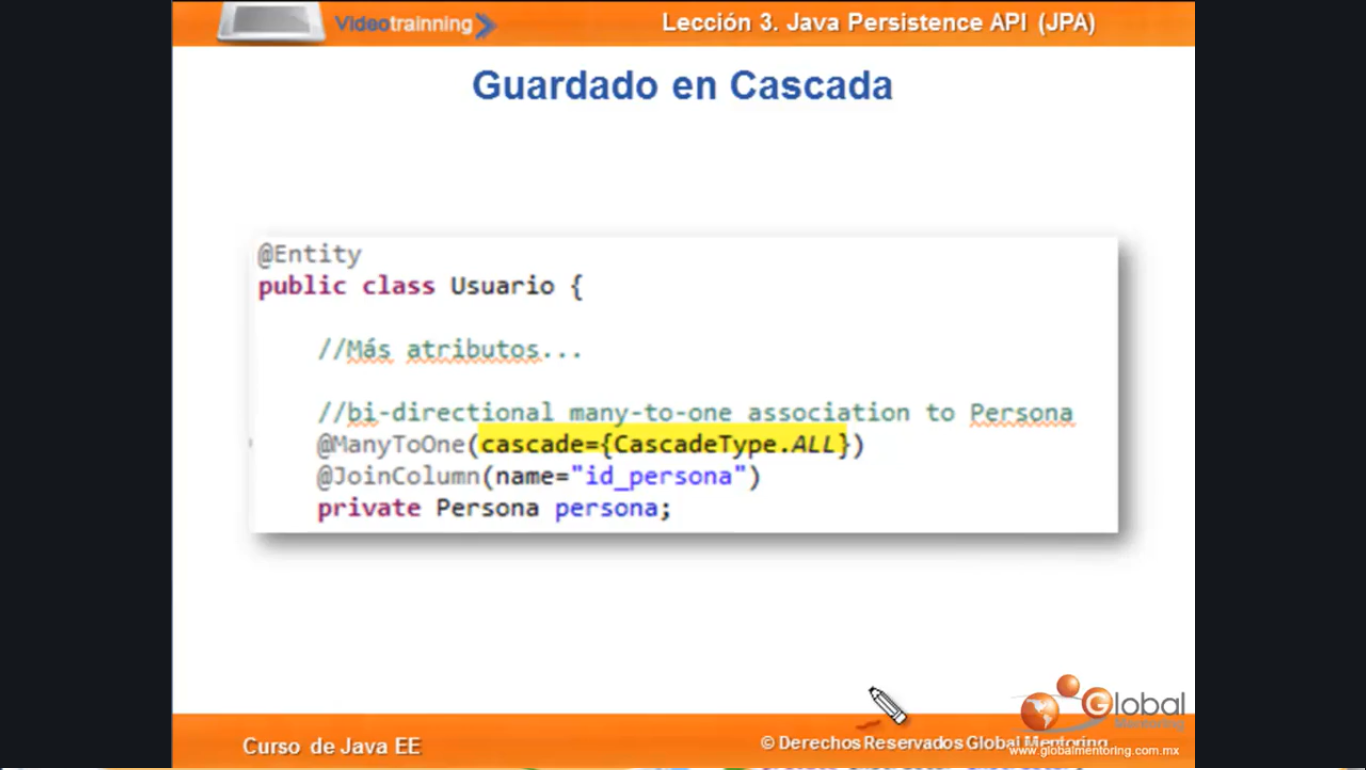 Videotrainning
Lección 3. Java Persistence API (JPA)
Guardado en Cascada
@Entity
public class Usuario {
//Más atributos...
//bi-directional many-to-one association to Persona
@ManyToOne(cascade={CascadeType.ALL})
@JoinColumn(name="id_persona")
private Persona persona;
Global
Mentoring
Curso de Java EE
© Derechos Reservados Global Mentoring
www.globalmentoring.com.mx